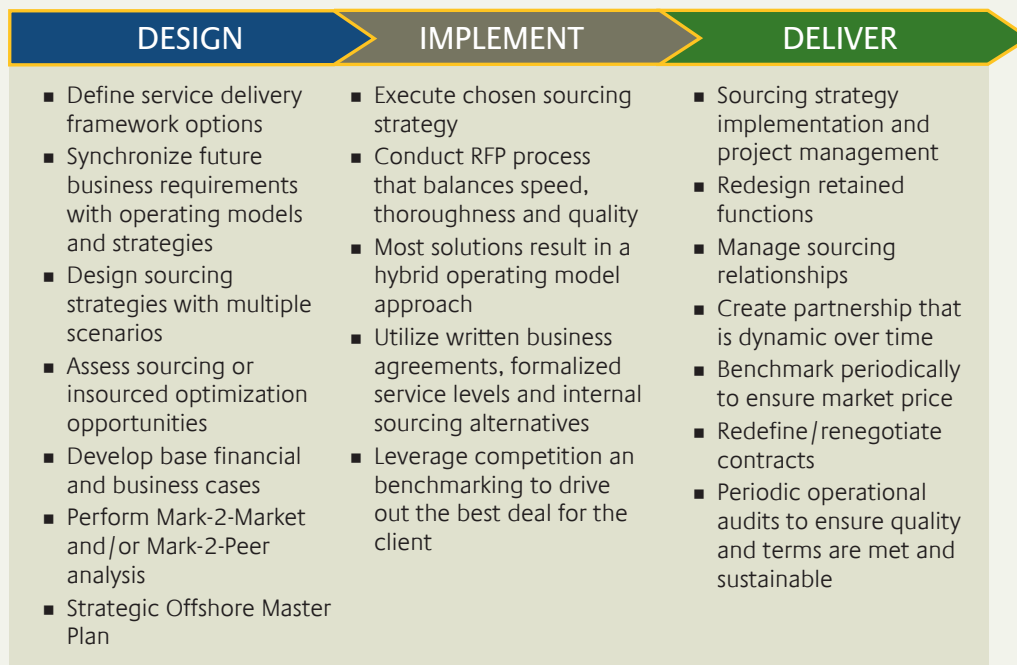 DESIGN
IMPLEMENT
DELIVER
▪ Define service delivery
framework options
▪ Synchronize future
business requirements
with operating models
and strategies
▪ Design sourcing
strategies with multiple
scenarios
▪ Assess sourcing or
insourced optimization
opportunities
▪ Develop base financial
and business cases
▪ Perform Mark-2-Market
and/or Mark-2-Peer
analysis
▪ Strategic Offshore Master
Plan
▪ Execute chosen sourcing
strategy
▪ Conduct RFP process
that balances speed,
thoroughness and quality
▪ Most solutions result in a
hybrid operating model
approach
▪ Utilize written business
agreements, formalized
service levels and internal
sourcing alternatives
▪ Leverage competition an
benchmarking to drive
out the best deal for the
client
▪ Sourcing strategy
implementation and
project management
▪ Redesign retained
functions
▪ Manage sourcing
relationships
▪ Create partnership that
is dynamic over time
▪ Benchmark periodically
to ensure market price
▪ Redefine/renegotiate
contracts
▪ Periodic operational
audits to ensure quality
and terms are met and
sustainable